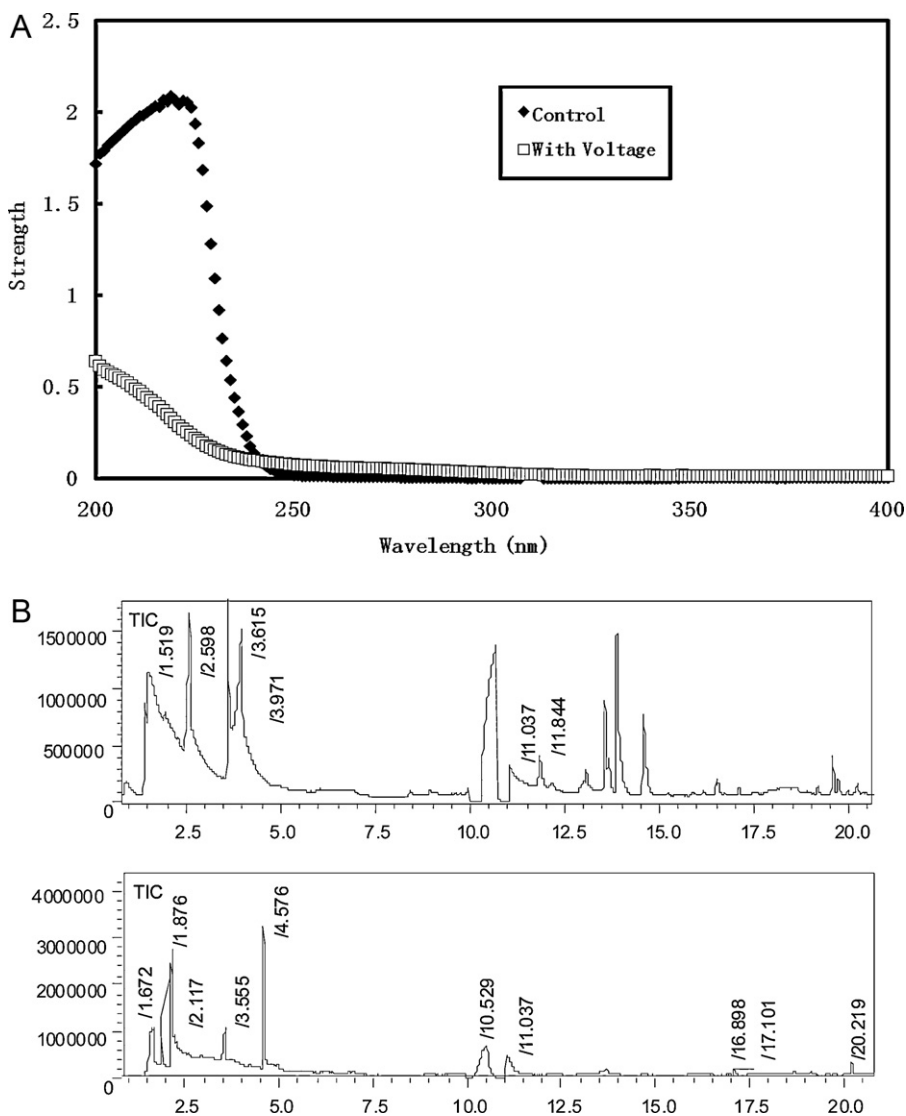 A
2.5
2
1.5
1
0.5
0
Strength
Control
With Voltage
200 250 300 350 400
Wavelength (nm)
B
TIC
1500000
1000000
500000
0
/1.519
/2.598
/3.615
/3.971
/11.037
/11.844
2.5 5.0 7.5 10.0 12.5 15.0 17.5 20.0
TIC
4000000
3000000
2000000
1000000
0
/1.672
/1.876
/2.117
/3.555
/4.576
/10.529
/11.037
/16.898
/17.101
/20.219
2.5 5.0 7.5 10.0 12.5 15.0 17.5 20.0